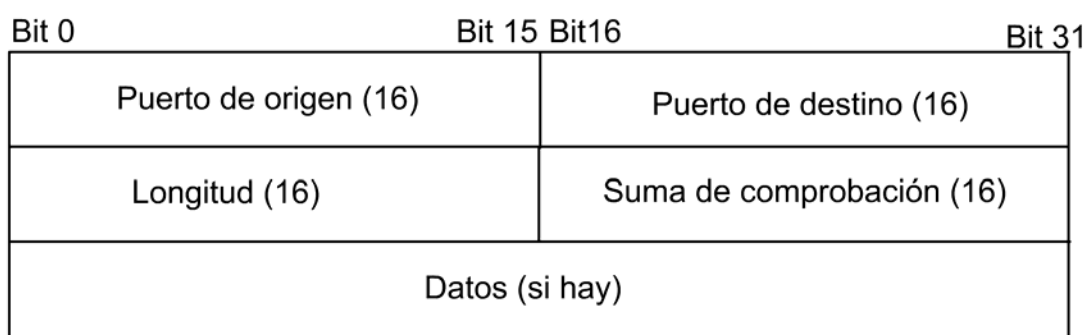 Bit 0 Bit 15 Bit16 Bit 31
Puerto de origen (16) Puerto de destino (16)
Longitud (16) Suma de comprobación (16)
Datos (si hay)